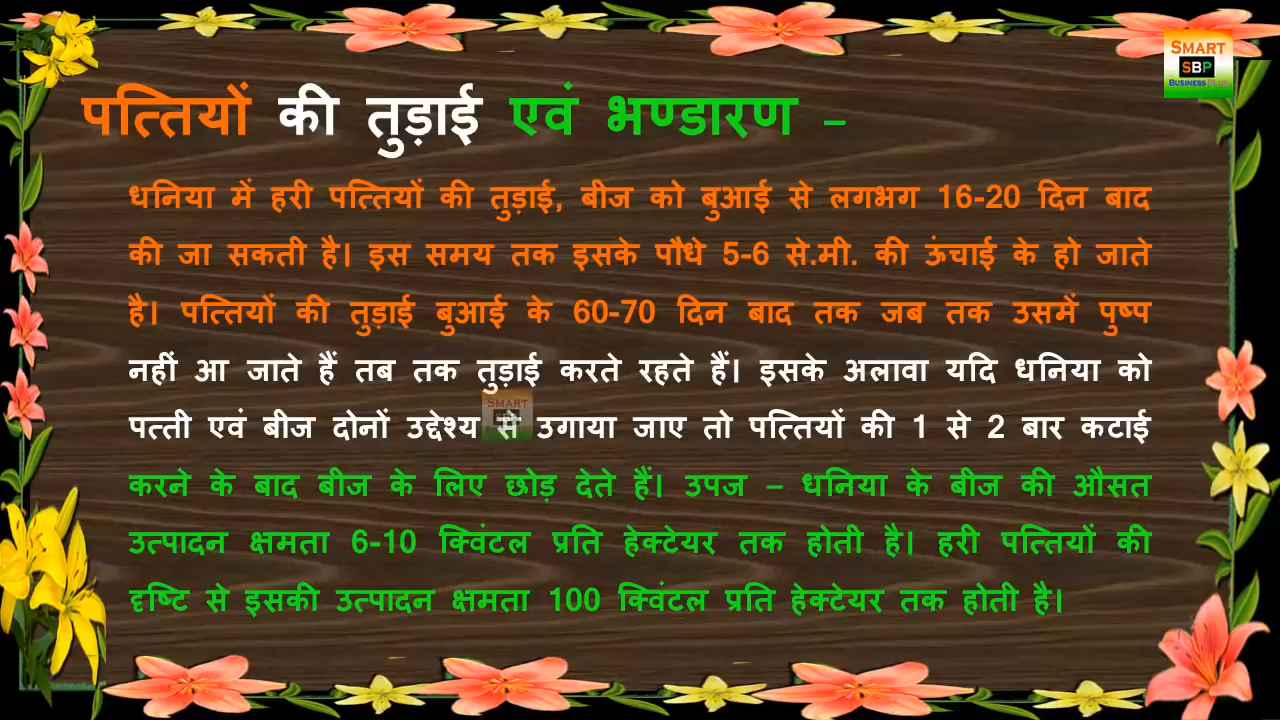 SMART
SBP
BUSINESS PLUS
पत्तियों की तुड़ाई एवं भण्डारण –
धनिया में हरी पत्तियों की तुड़ाई, बीज को बुआई से लगभग 16-20 दिन बाद
की जा सकती है। इस समय तक इसके पौधे 5-6 से.मी. की ऊंचाई के हो जाते
है। पत्तियों की तुड़ाई बुआई के 60-70 दिन बाद तक जब तक उसमें पुष्प
नहीं आ जाते हैं तब तक तुड़ाई करते रहते हैं। इसके अलावा यदि धनिया को
पत्ती एवं बीज दोनों उद्देश्य से उगाया जाए तो पत्तियों की 1 से 2 बार कटाई
करने के बाद बीज के लिए छोड़ देते हैं। उपज – धनिया के बीज की औसत
उत्पादन क्षमता 6-10 क्विंटल प्रति हेक्टेयर तक होती है। हरी पत्तियों की
दृष्टि से इसकी उत्पादन क्षमता 100 क्विंटल प्रति हेक्टेयर तक होती है।
SMART